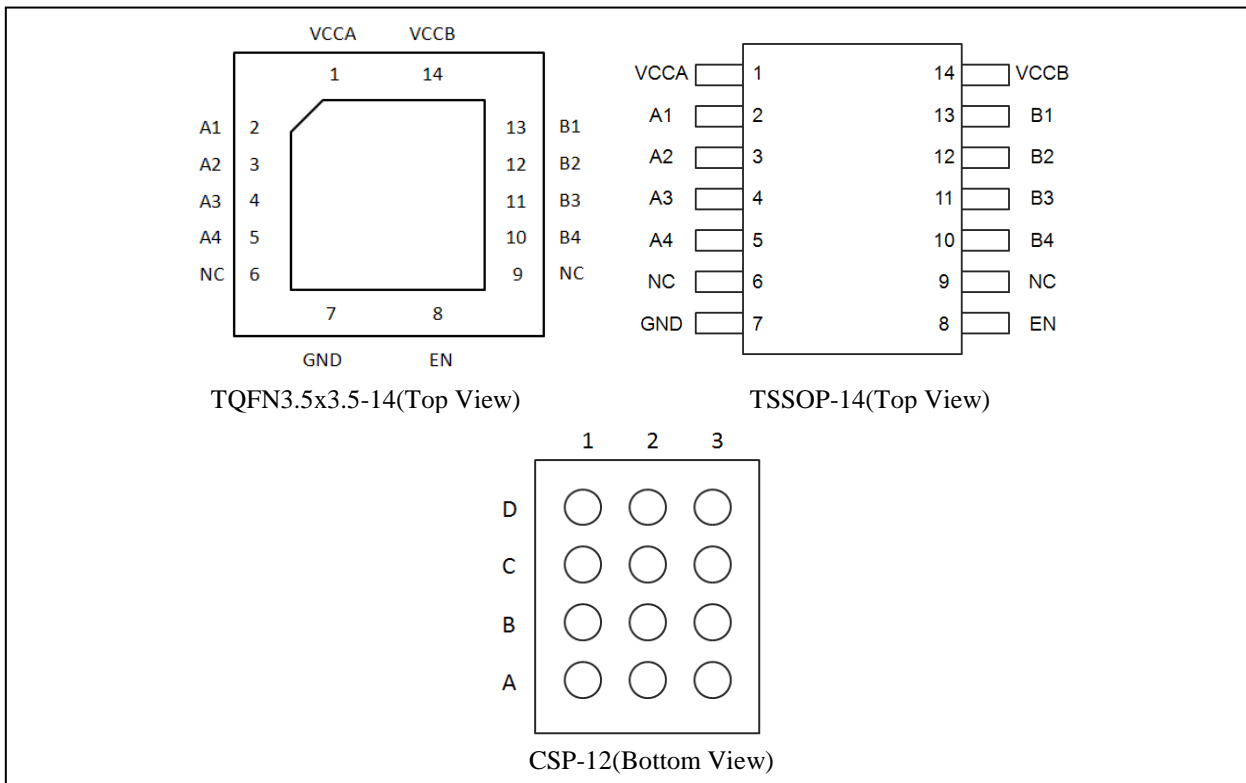 VCCA VCCB
1 14
A1 2 13 B1
A2 3 12 B2
A3 4 11 B3
A4 5 10 B4
NC 6 9 NC
7 8
GND EN
TQFN3.5x3.5-14(Top View)
VCCA 1 14 VCCB
A1 2 13 B1
A2 3 12 B2
A3 4 11 B3
A4 5 10 B4
NC 6 9 NC
GND 7 8 EN
TSSOP-14(Top View)
1 2 3
D
C
B
A
CSP-12(Bottom View)